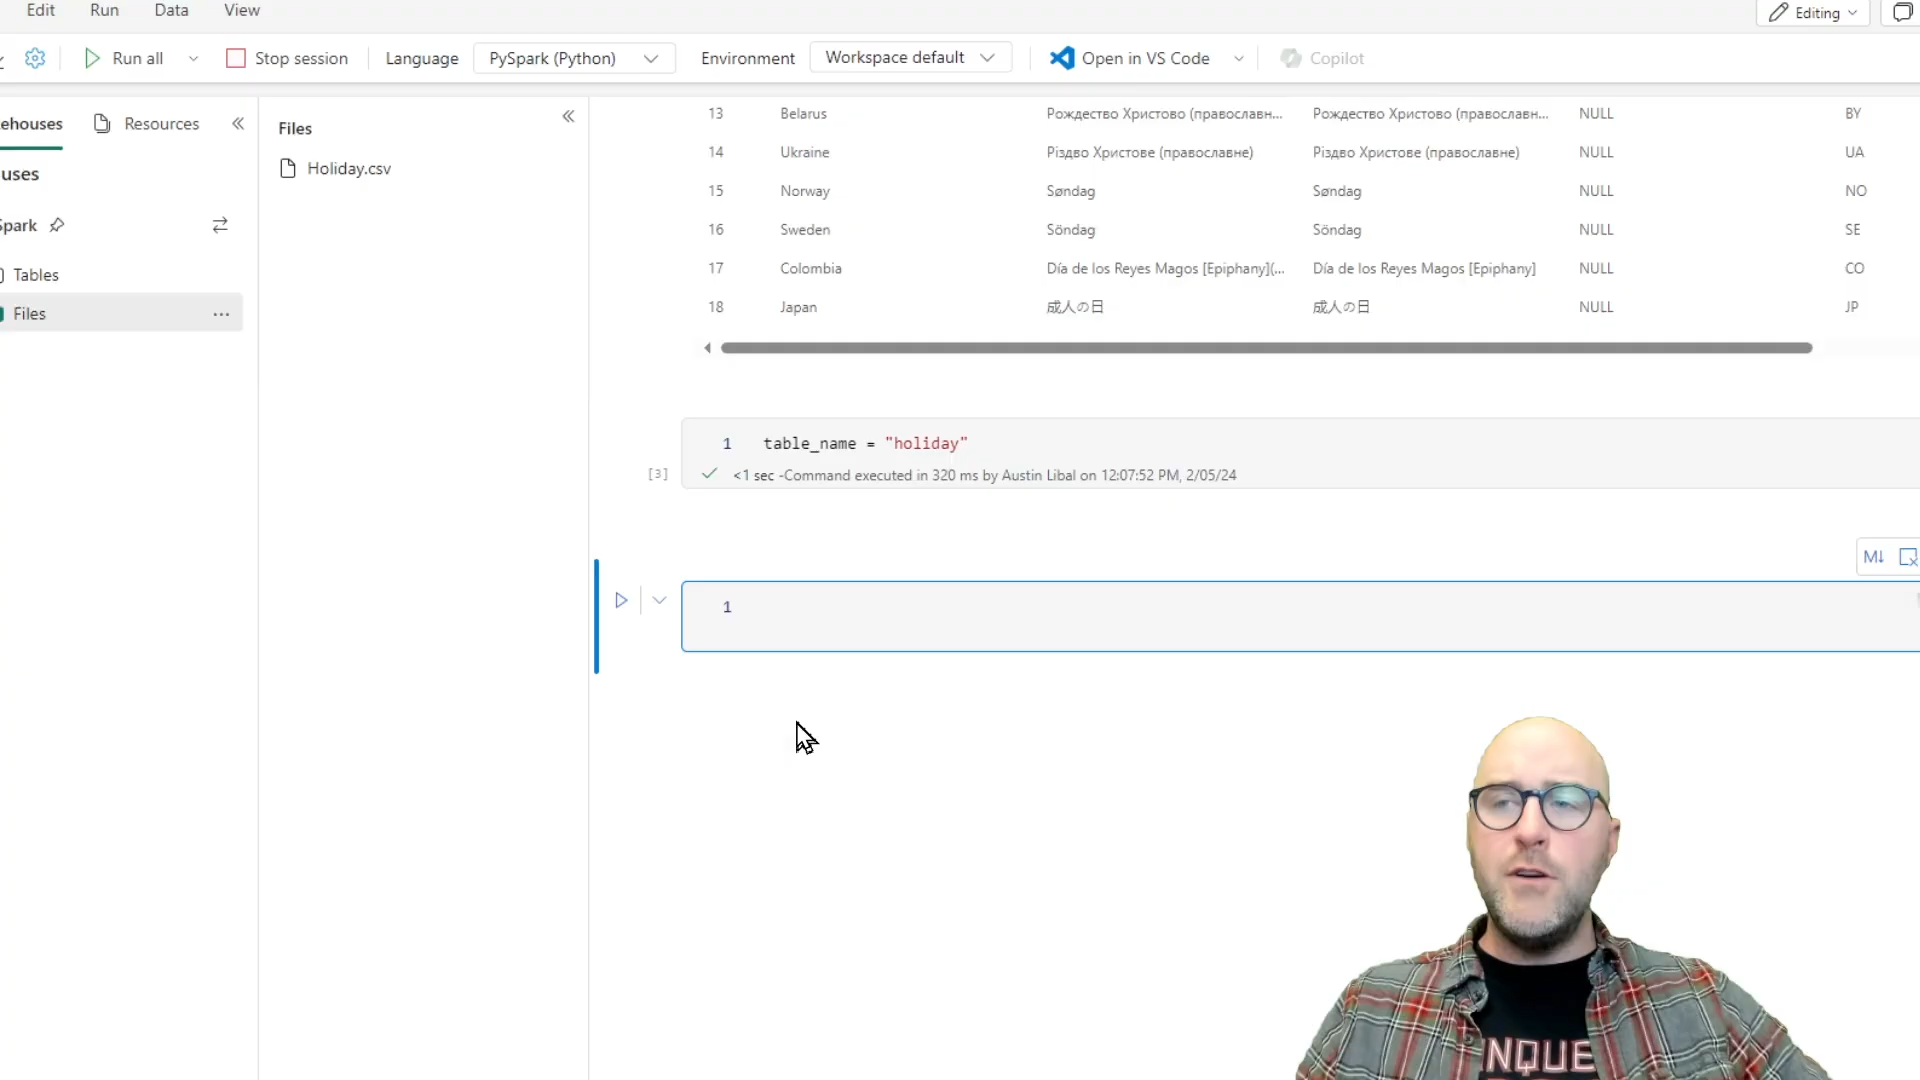 Edit Run Data View
Editing
Run all Stop session Language PySpark (Python) Environment Workspace default Open in VS Code Copilot
ehouses Resources
Files
Holiday.csv
uses
Spark
Tables
Files
13 Belarus Рождество Христово (православн... Рождество Христово (православн... NULL BY
14 Ukraine Різдво Христове (православне) Різдво Христове (православне) NULL UA
15 Norway Søndag Søndag NULL NO
16 Sweden Söndag Söndag NULL SE
17 Colombia Día de los Reyes Magos [Epiphany](... Día de los Reyes Magos [Epiphany] NULL CO
18 Japan 成人の日 成人の日 NULL JP
1 table_name = "holiday"
[3] <1 sec -Command executed in 320 ms by Austin Libal on 12:07:52 PM, 2/05/24
M↓
1
NQUE